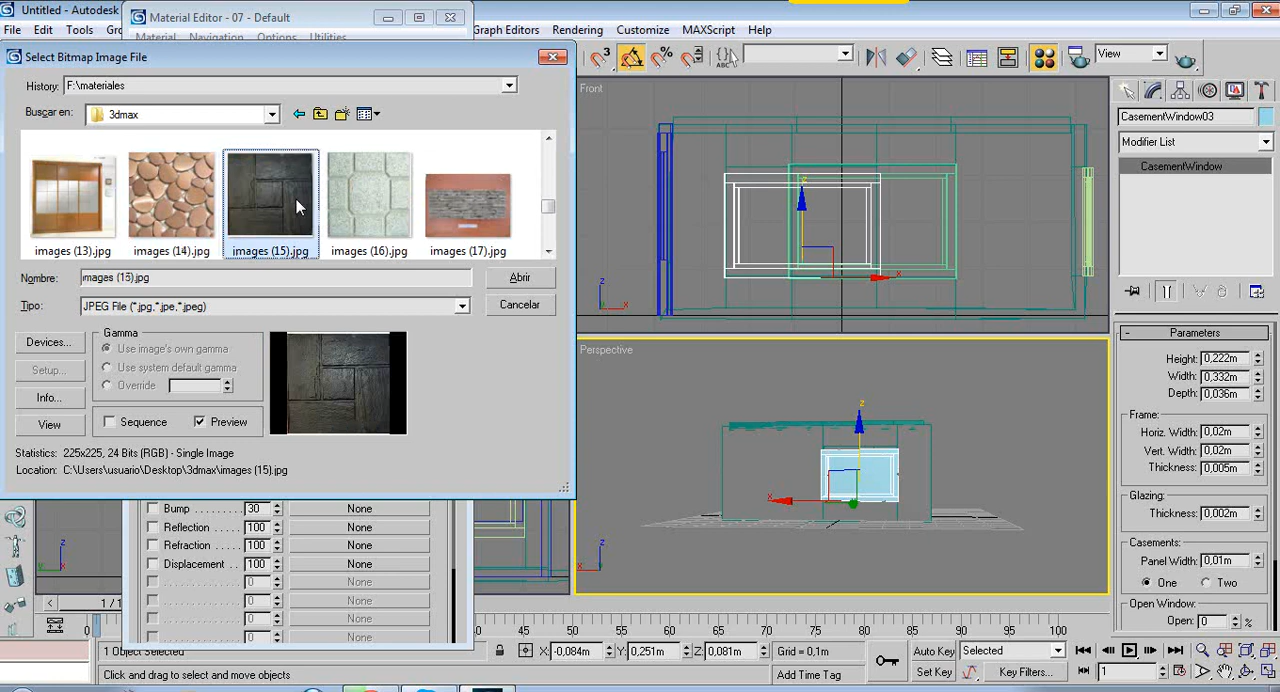 Untitled - Autodesk
Material Editor - 07 - Default
File Edit Tools Gro
Material Navigation Options Utilities
Graph Editors Rendering Customize MAXScript Help
Select Bitmap Image File
History: F:\materiales
Buscar en: 3dmax
images (13).jpg images (14).jpg images (15).jpg images (16).jpg images (17).jpg
Nombre: images (15).jpg Abrir
Tipo: JPEG File (*.jpg,*.jpe,*.jpeg) Cancelar
Gamma
Devices...
Use image's own gamma
Setup...
Use system default gamma
Override
Info...
View
Sequence Preview
Statistics: 225x225, 24 Bits (RGB) - Single Image
Location: C:\Users\usuario\Desktop\3dmax\images (15).jpg
Bump 30 None
Reflection 100 None
Refraction 100 None
Displacement 100 None
0 None
0 None
0 None
None
3 % ABC View
Front
z x z x
Perspective
z x z x
z x
CasementWindow03
Modifier List
CasementWindow
- Parameters
Height: 0,222m
Width: 0,332m
Depth: 0,036m
Frame:
Horiz. Width: 0,02m
Vert. Width: 0,02m
Thickness: 0,005m
Glazing:
Thickness: 0,002m
Casements:
Panel Width: 0,01m
One Two
Open Window:
Open: 0 %
< 1 / 1
0 50 55 60 65 70 75 80 85 90 95 100
1 Object Selected X: -0,084m Y: 0,251m Z: 0,081m Grid = 0,1m Auto Key Selected
Click and drag to select and move objects Add Time Tag Set Key Key Filters... 1